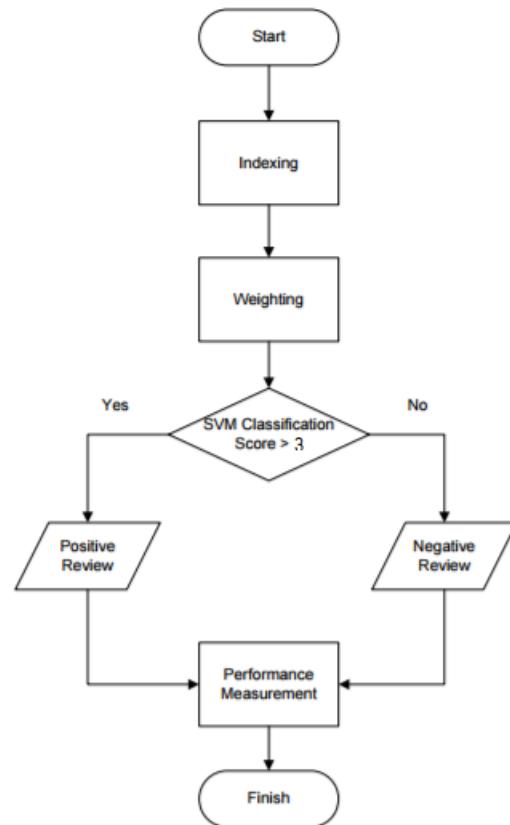 Start
Indexing
Weighting
Yes
No
SVM Classification
Score > 3
Positive
Review
Negative
Review
Performance
Measurement
Finish